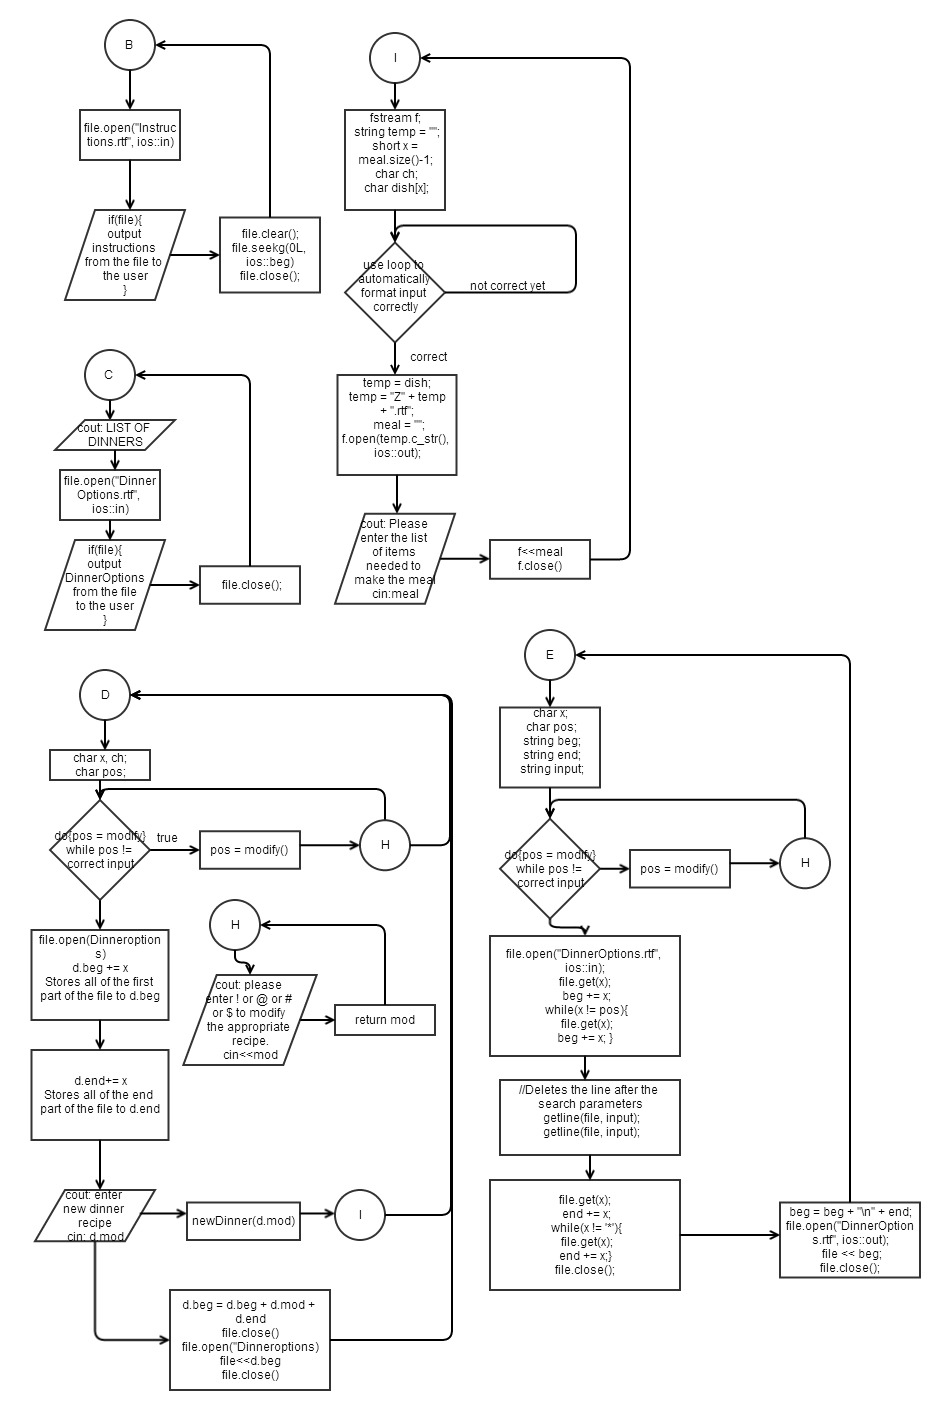 B
file.open("Instruc
tions.rtf", ios::in)
if(file){
output
instructions
from the file to
the user
}
file.clear();
file.seekg(0L,
ios::beg)
file.close();
I
fstream f;
string temp = "";
short x =
meal.size()-1;
char ch;
char dish[x];
use loop to
automatically
format input
correctly
not correct yet
correct
temp = dish;
temp = "Z" + temp
+ ".rtf";
meal = "";
f.open(temp.c_str(),
ios::out);
cout: Please
enter the list
of items
needed to
make the meal
cin:meal
f<<meal
f.close()
C
cout: LIST OF
DINNERS
file.open("Dinner
Options.rtf",
ios::in)
if(file){
output
DinnerOptions
from the file
to the user
}
file.close();
D
char x, ch;
char pos;
do{pos = modify}
while pos !=
correct input
true
pos = modify()
H
file.open(Dinneroption
s)
d.beg += x
Stores all of the first
part of the file to d.beg
H
cout: please
enter ! or @ or #
or $ to modify
the appropriate
recipe.
cin<<mod
return mod
d.end+= x
Stores all of the end
part of the file to d.end
cout: enter
new dinner
recipe
cin: d.mod
newDinner(d.mod)
I
d.beg = d.beg + d.mod +
d.end
file.close()
file.open("Dinneroptions)
file<<d.beg
file.close()
E
char x;
char pos;
string beg;
string end;
string input;
do{pos = modify}
while pos !=
correct input
pos = modify()
H
file.open("DinnerOptions.rtf",
ios::in);
file.get(x);
beg += x;
while(x != pos){
file.get(x);
beg += x; }
//Deletes the line after the
search parameters
getline(file, input);
getline(file, input);
file.get(x);
end += x;
while(x != '*'){
file.get(x);
end += x;}
file.close();
beg = beg + "\n" + end;
file.open("DinnerOption
s.rtf", ios::out);
file << beg;
file.close();